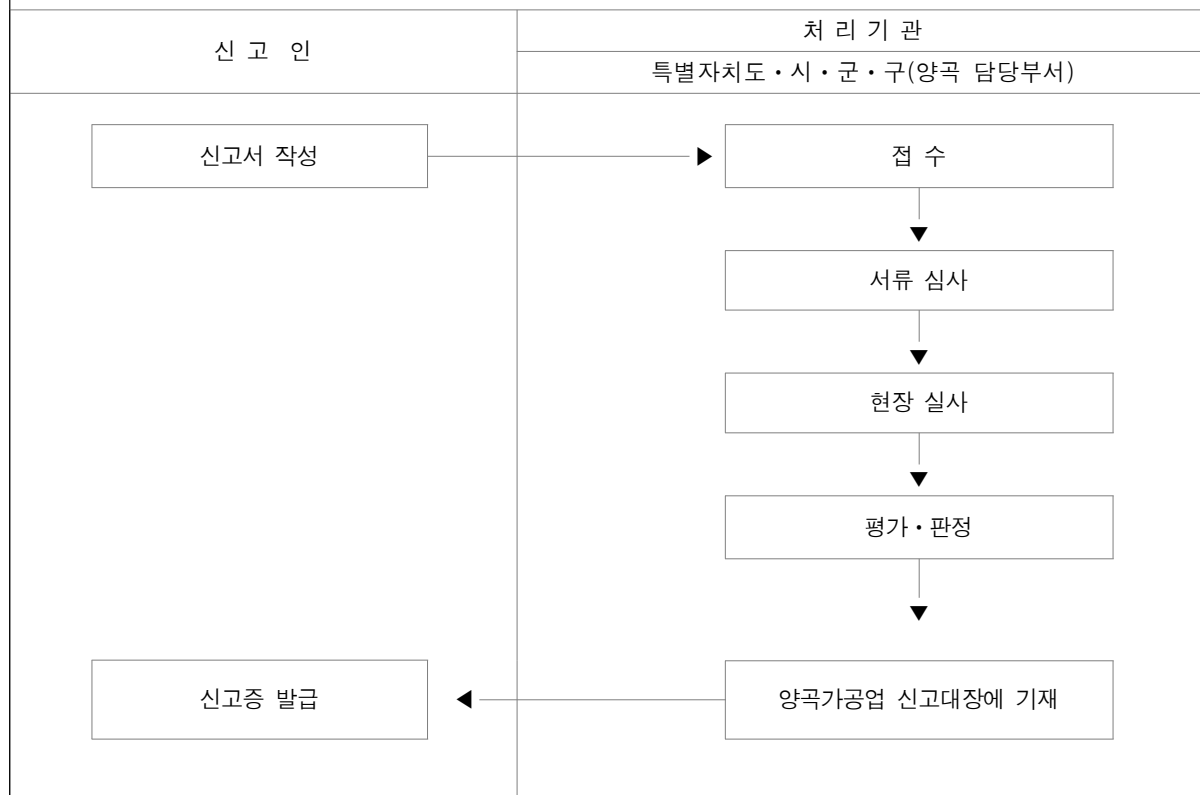 신 고 인
처 리 기 관
특별자치도・시・군・구(양곡 담당부서)
신고서 작성
접 수
서류 심사
현장 실사
평가・판정
신고증 발급
양곡가공업 신고대장에 기재